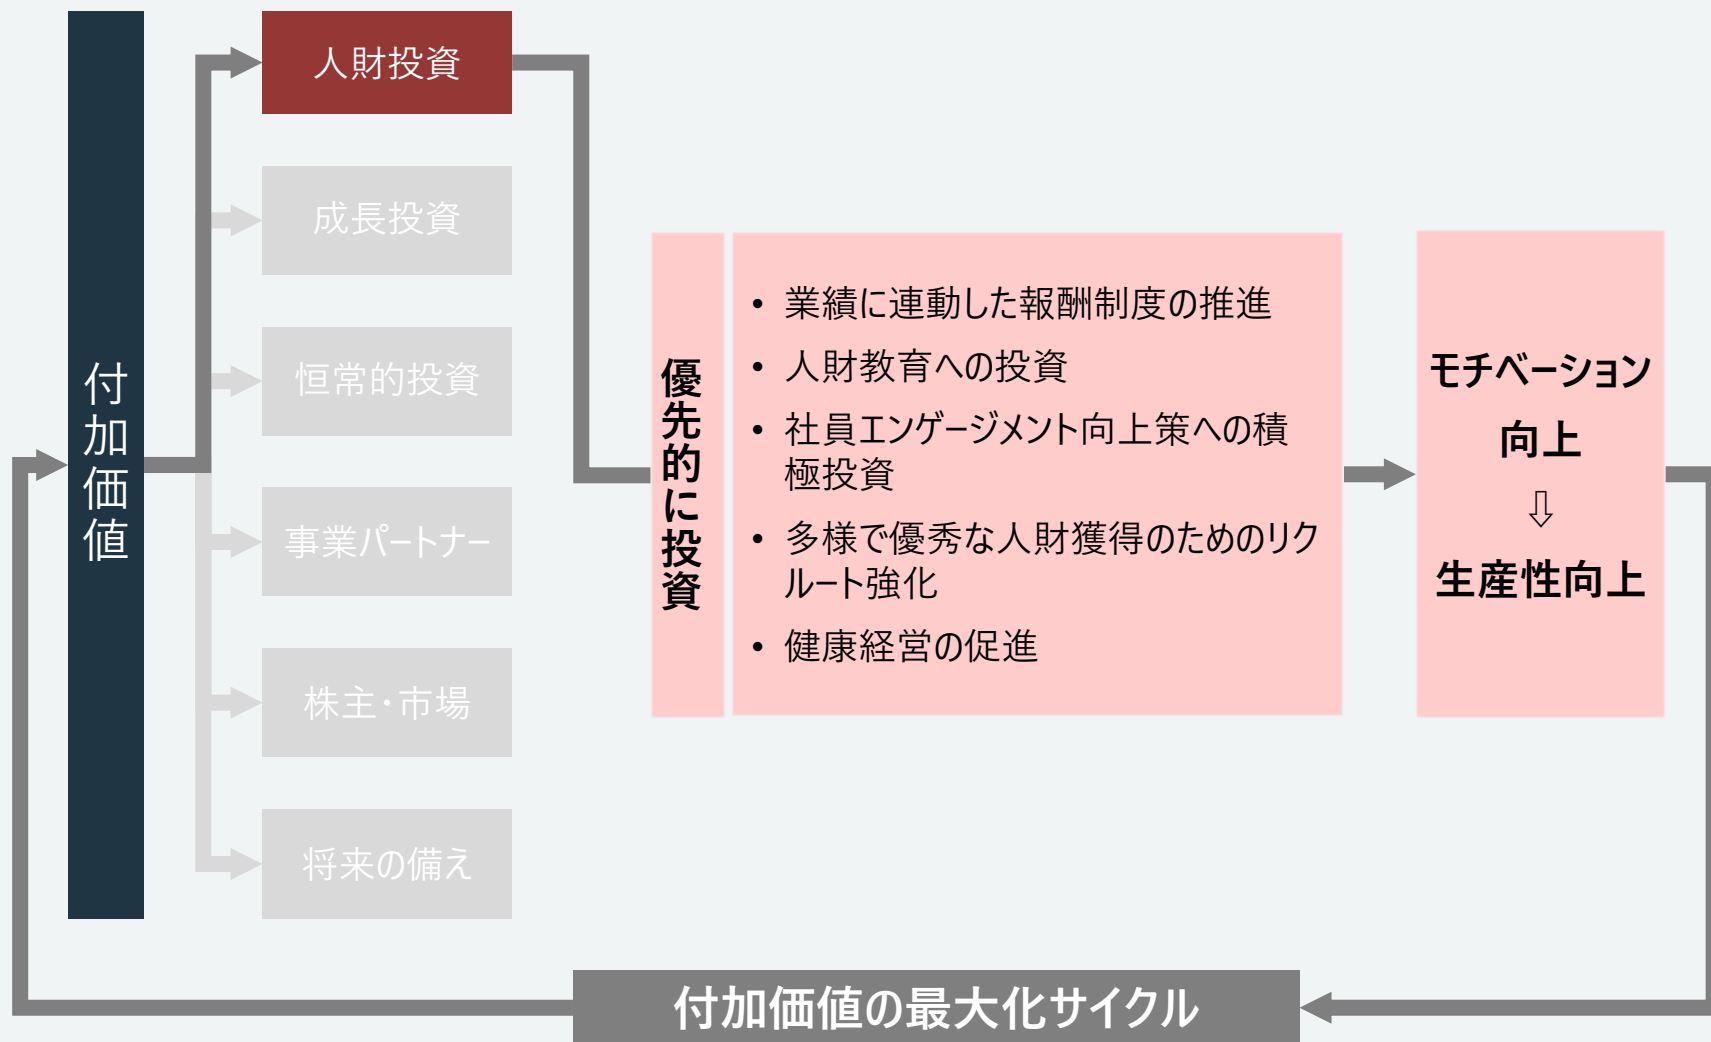 付加価値
人財投資
成長投資
恒常的投資
事業パートナー
株主・市場
将来の備え
優先的に投資
• 業績に連動した報酬制度の推進
• 人財教育への投資
• 社員エンゲージメント向上策への積
極投資
• 多様で優秀な人財獲得のためのリク
ルート強化
• 健康経営の促進
モチベーション
向上
⇩
生産性向上
付加価値の最大化サイクル